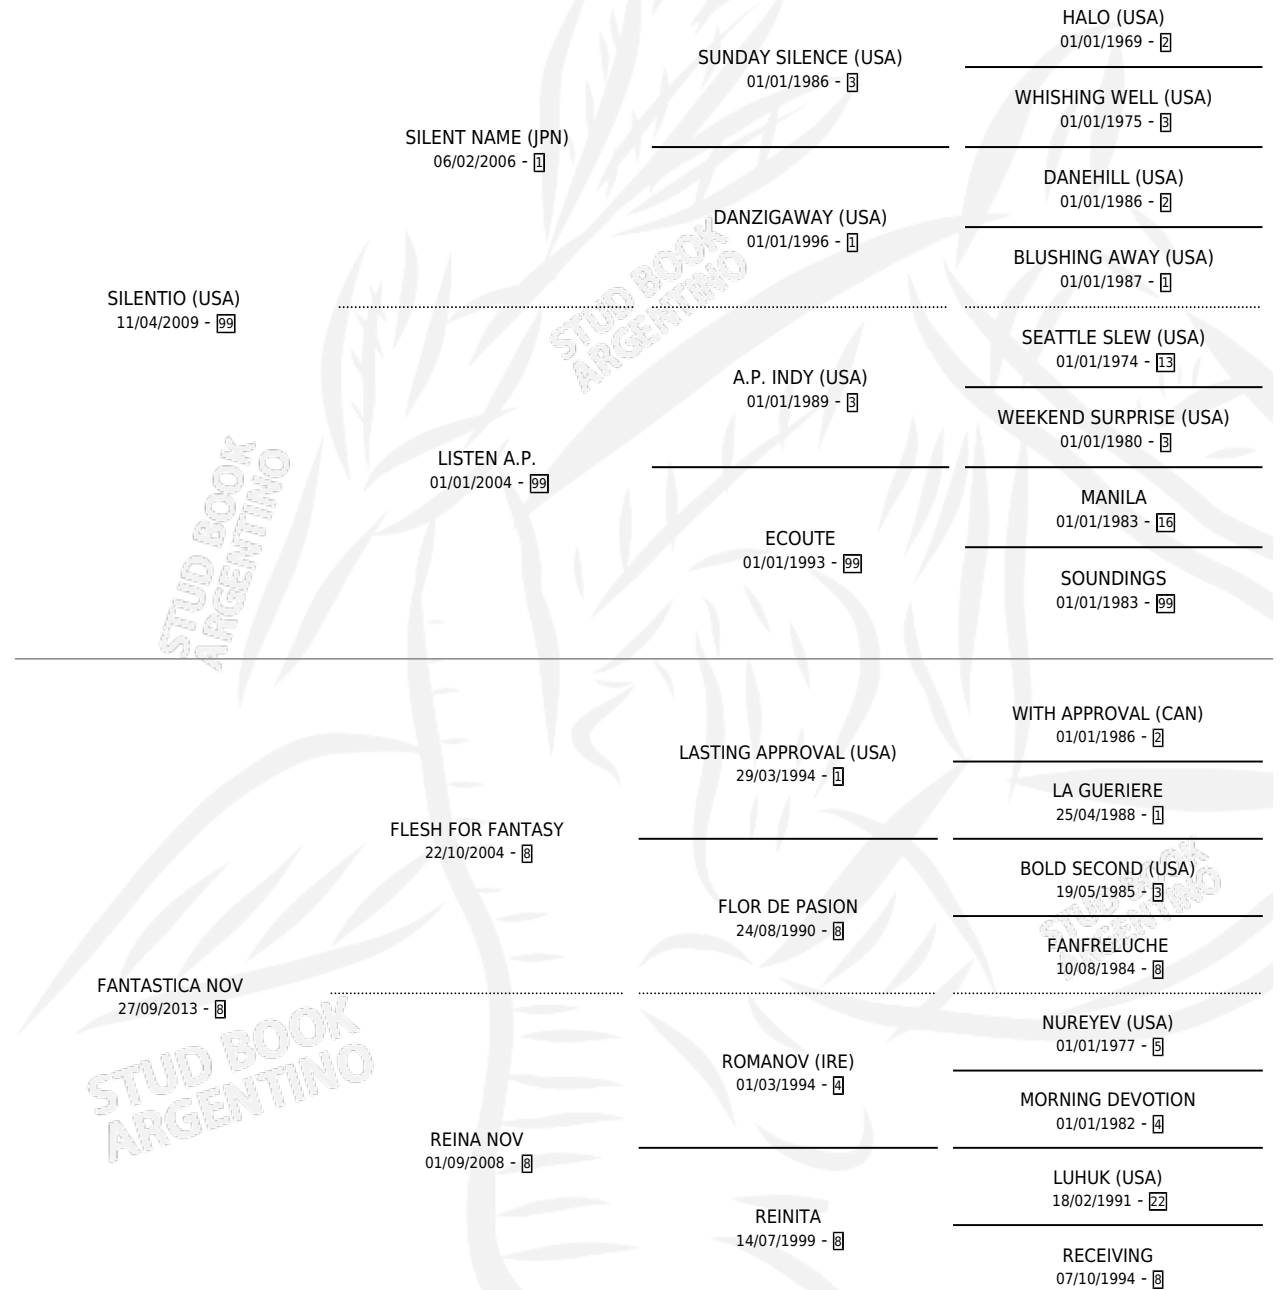 HALO (USA)
01/01/1969 - 2
SUNDAY SILENCE (USA)
01/01/1986 - 3
WHISHING WELL (USA)
01/01/1975 - 3
SILENT NAME (JPN)
06/02/2006 - 1
DANEHILL (USA)
01/01/1986 - 2
DANZIGAWAY (USA)
01/01/1996 - 1
BLUSHING AWAY (USA)
01/01/1987 - 1
SILENTIO (USA)
11/04/2009 - 99
STUD BOOK
ARGENTINO
SEATTLE SLEW (USA)
01/01/1974 - 13
A.P. INDY (USA)
01/01/1989 - 3
WEEKEND SURPRISE (USA)
01/01/1980 - 3
LISTEN A.P.
01/01/2004 - 99
MANILA
01/01/1983 - 16
ECOUTE
01/01/1993 - 99
SOUNDINGS
01/01/1983 - 99
STUD BOOK
ARGENTINO
WITH APPROVAL (CAN)
01/01/1986 - 2
LASTING APPROVAL (USA)
29/03/1994 - 1
LA GUERIERE
25/04/1988 - 1
FLESH FOR FANTASY
22/10/2004 - 8
BOLD SECOND (USA)
19/05/1985 - 3
FLOR DE PASION
24/08/1990 - 8
STUD BOOK
ARGENTINO
FANFRELUCHE
10/08/1984 - 8
FANTASTICA NOV
27/09/2013 - 8
STUD BOOK
ARGENTINO
NUREYEV (USA)
01/01/1977 - 5
ROMANOV (IRE)
01/03/1994 - 4
MORNING DEVOTION
01/01/1982 - 4
REINA NOV
01/09/2008 - 8
LUHUK (USA)
18/02/1991 - 22
REINITA
14/07/1999 - 8
RECEIVING
07/10/1994 - 8